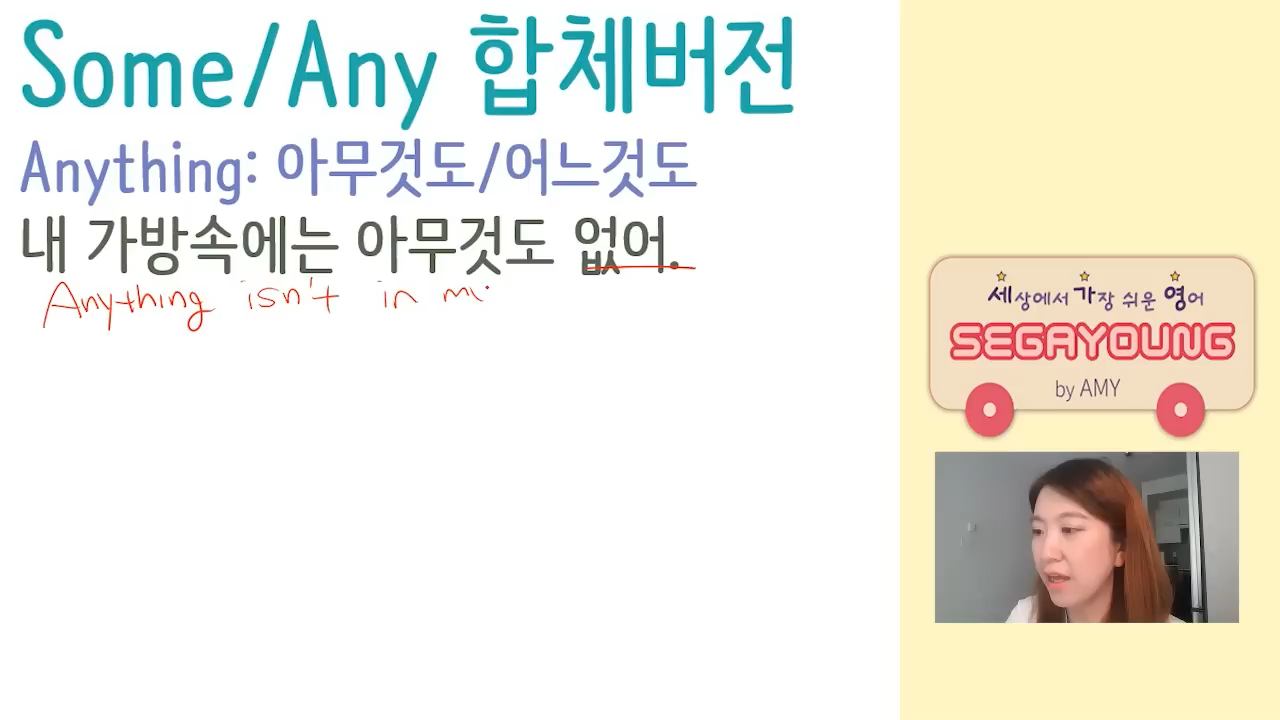 Some/Any 합체버전
Anything: 아무것도/어느것도
내 가방속에는 아무것도 없어.
Anything isn't in
세상에서 가장 쉬운 영어
SEGAYOUNG
by AMY